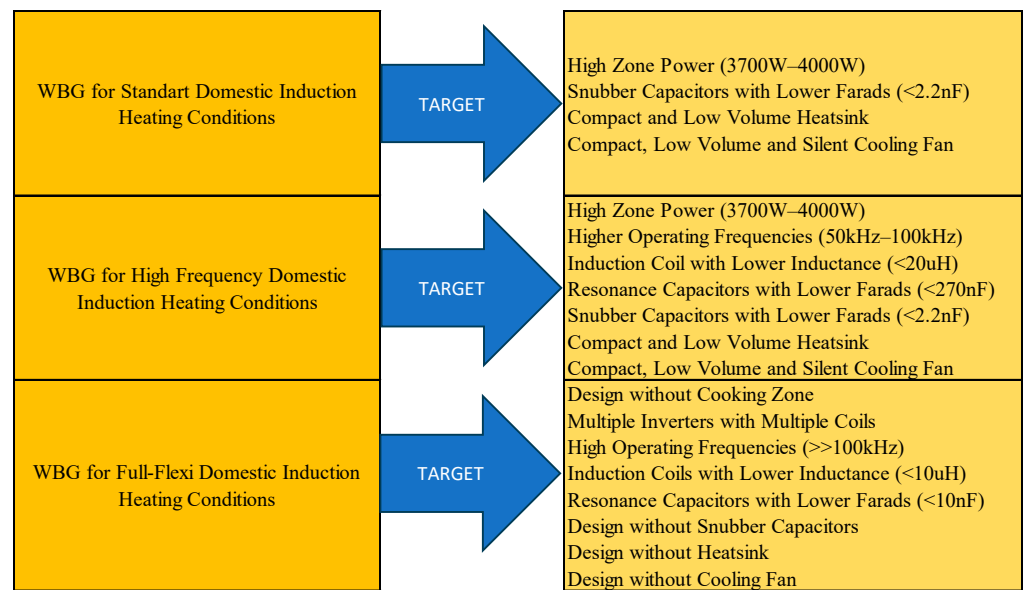 WBG for Standart Domestic Induction
Heating Conditions
TARGET
High Zone Power (3700W–4000W)
Snubber Capacitors with Lower Farads (<2.2nF)
Compact and Low Volume Heatsink
Compact, Low Volume and Silent Cooling Fan
WBG for High Frequency Domestic
Induction Heating Conditions
TARGET
High Zone Power (3700W–4000W)
Higher Operating Frequencies (50kHz–100kHz)
Induction Coil with Lower Inductance (<20uH)
Resonance Capacitors with Lower Farads (<270nF)
Snubber Capacitors with Lower Farads (<2.2nF)
Compact and Low Volume Heatsink
Compact, Low Volume and Silent Cooling Fan
WBG for Full-Flexi Domestic Induction
Heating Conditions
TARGET
Design without Cooking Zone
Multiple Inverters with Multiple Coils
High Operating Frequencies (>>100kHz)
Induction Coils with Lower Inductance (<10uH)
Resonance Capacitors with Lower Farads (<10nF)
Design without Snubber Capacitors
Design without Heatsink
Design without Cooling Fan